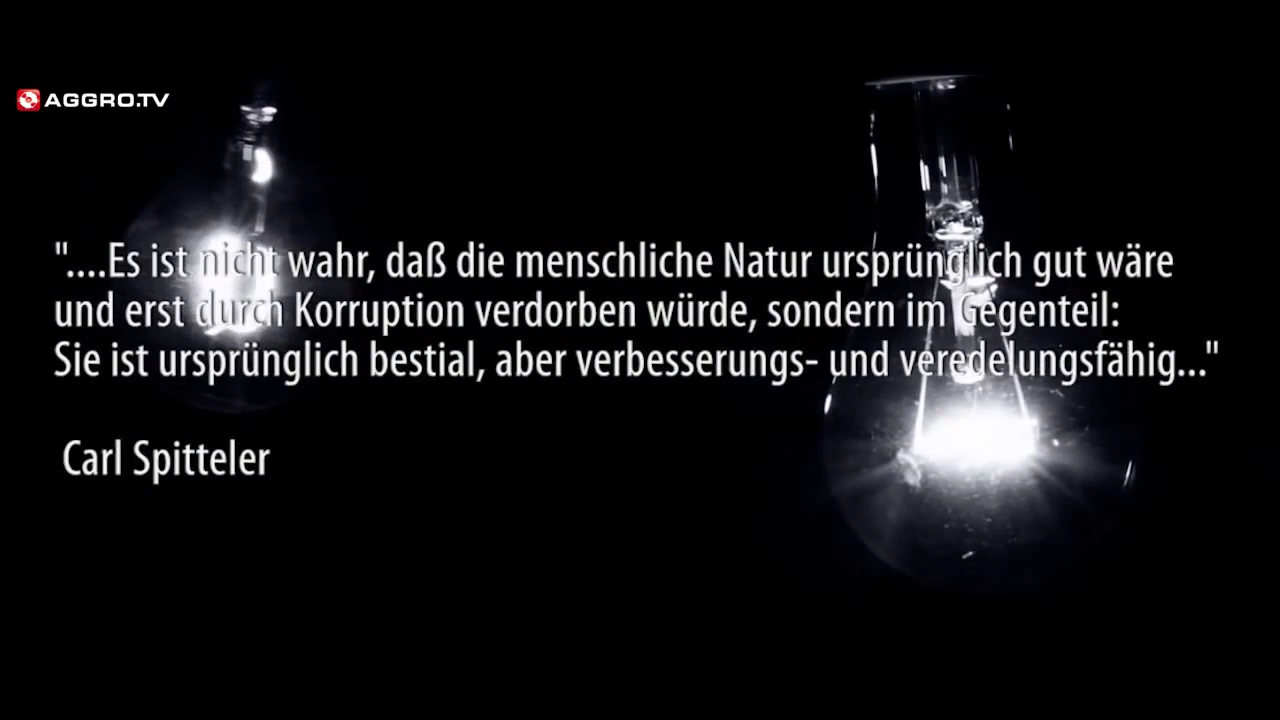 AGGRO.TV
"....Es ist nicht wahr, daß die menschliche Natur ursprünglich gut wäre
und erst durch Korruption verdorben würde, sondern im Gegenteil:
Sie ist ursprünglich bestial, aber verbesserungs- und veredelungsfähig..."
Carl Spitteler